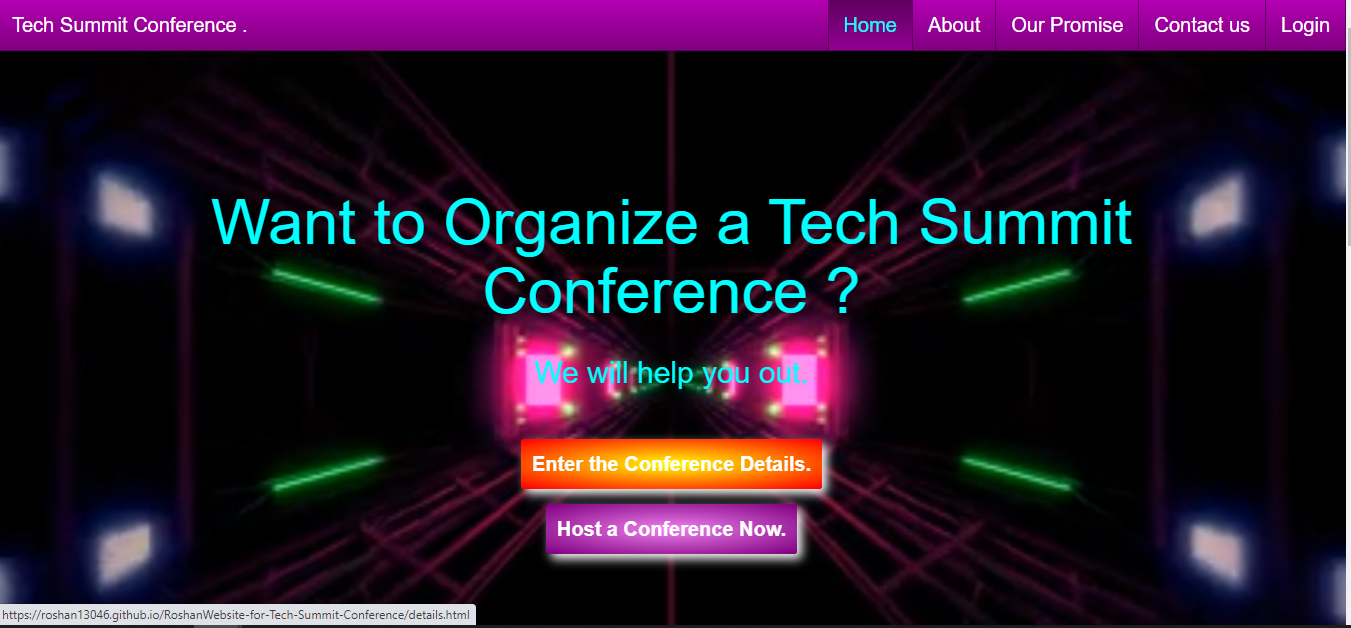 Tech Summit Conference .
Home
About
Our Promise
Contact us
Login
Want to Organize a Tech Summit
Conference ?
We will help you out.
Enter the Conference Details.
Host a Conference Now.
https://roshan13046.github.io/RoshanWebsite-for-Tech-Summit-Conference/details.html